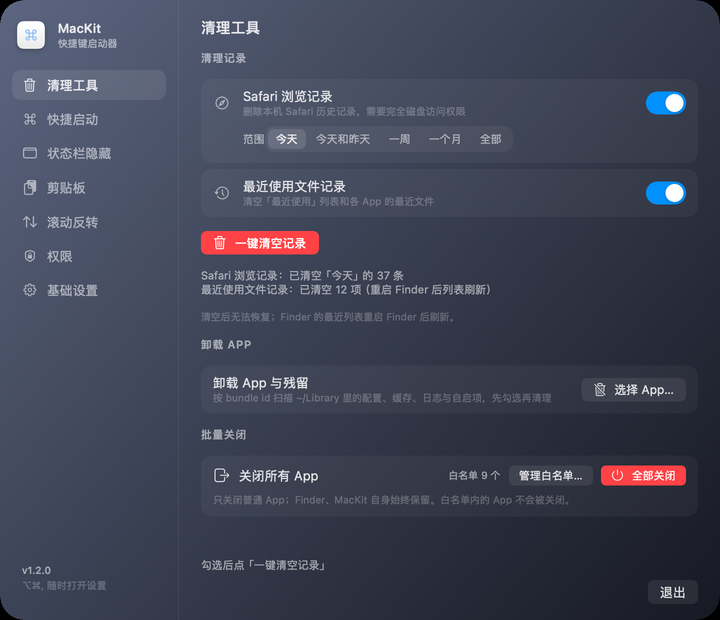 MacKit
快捷键启动器
清理工具
快捷启动
状态栏隐藏
剪贴板
滚动反转
权限
基础设置
v1.2.0
⌥⌘, 随时打开设置
清理工具
清理记录
Safari 浏览记录
删除本机 Safari 历史记录，需要完全磁盘访问权限
范围 今天 今天和昨天 一周 一个月 全部
最近使用文件记录
清空「最近使用」列表和各 App 的最近文件
一键清空记录
Safari 浏览记录：已清空「今天」的 37 条
最近使用文件记录：已清空 12 项 (重启 Finder 后列表刷新)
清空后无法恢复；Finder 的最近列表重启 Finder 后刷新。
卸载 APP
卸载 App 与残留
按 bundle id 扫描 ~/Library 里的配置、缓存、日志与自启项，先勾选再清理
选择 App...
批量关闭
关闭所有 App
白名单 9 个 管理白名单... 全部关闭
只关闭普通 App；Finder、MacKit 自身始终保留。白名单内的 App 不会被关闭。
勾选后点「一键清空记录」
退出